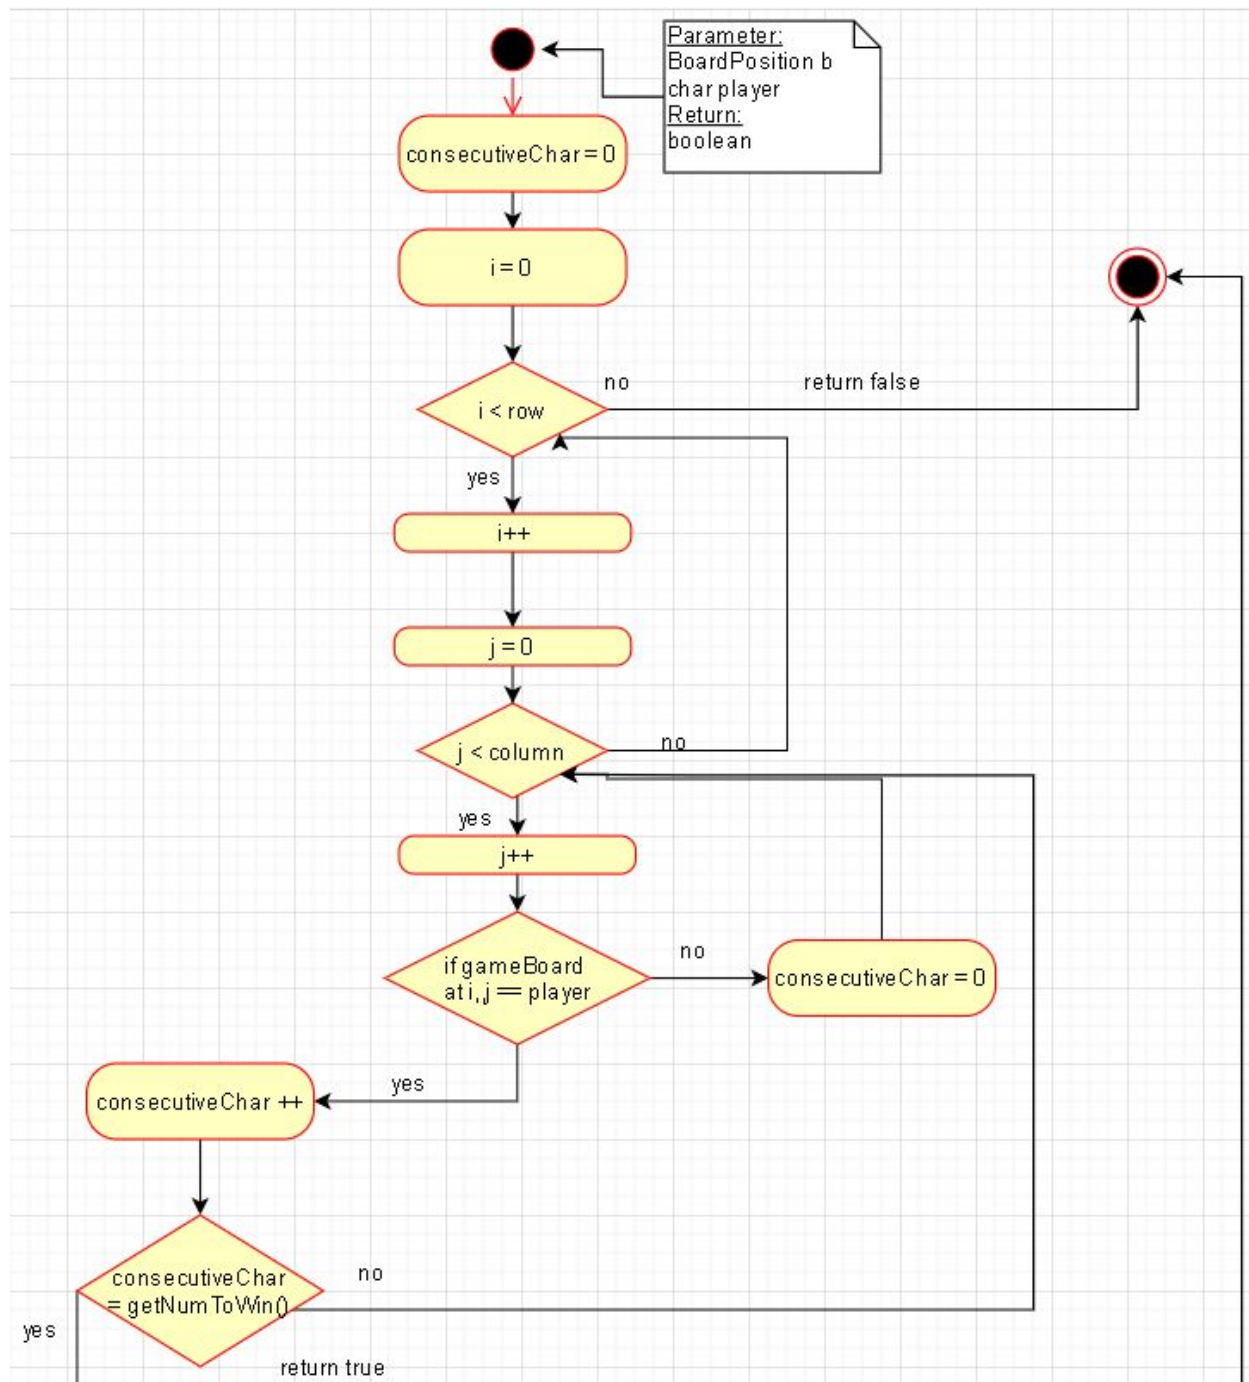 Parameter:
BoardPosition b
char player
Return:
boolean
consecutiveChar = 0
i = 0
i < row
no
return false
yes
i++
j = 0
j < column
no
yes
j++
if gameBoard
at i, j == player
no
consecutiveChar = 0
yes
consecutiveChar ++
consecutiveChar
= getNumToWin()
no
yes
return true